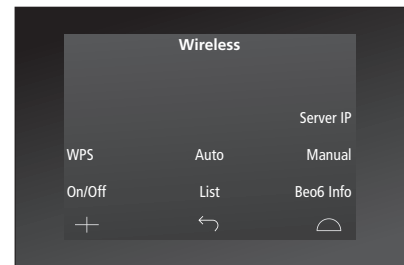 Wireless
Server IP
WPS Auto Manual
On/Off List Beo6 Info